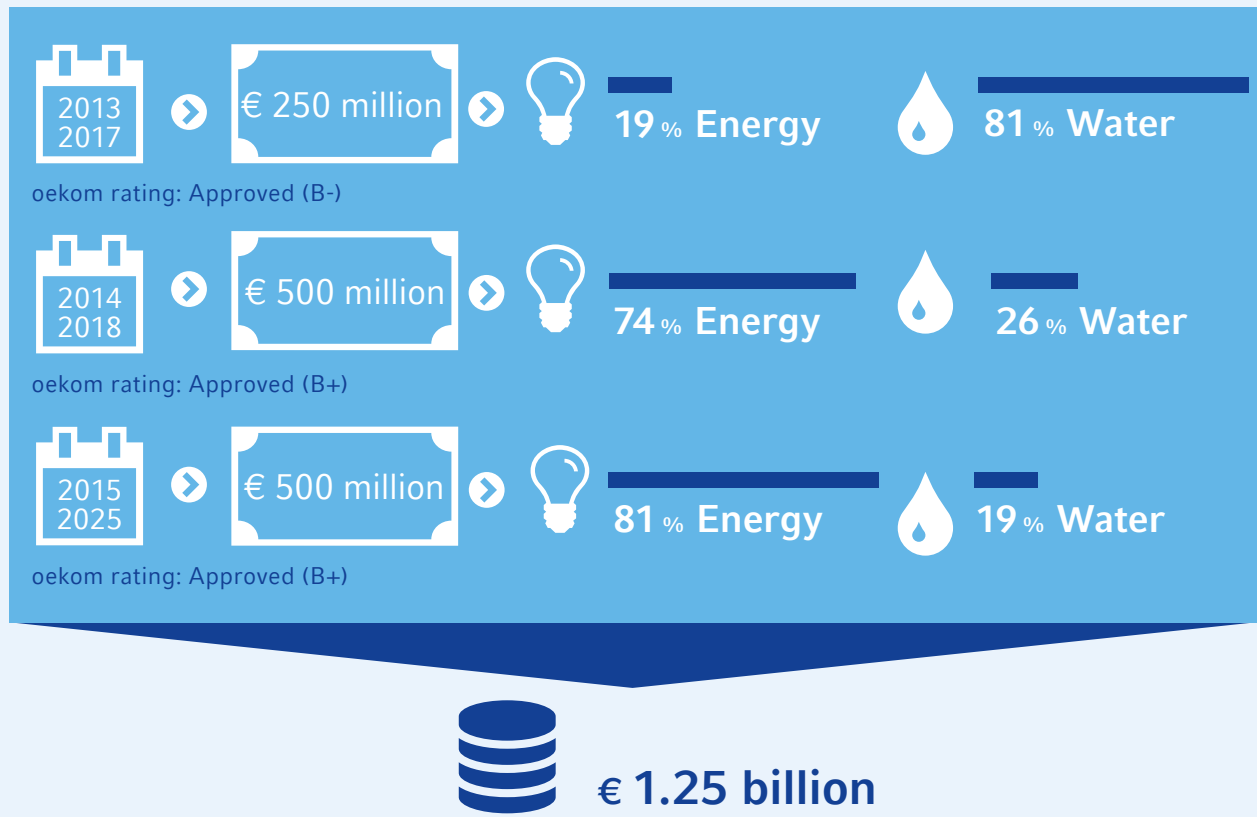 2013
2017
€ 250 million
19 % Energy
81 % Water
oekom rating: Approved (B-)
2014
2018
€ 500 million
74 % Energy
26 % Water
oekom rating: Approved (B+)
2015
2025
€ 500 million
81 % Energy
19 % Water
oekom rating: Approved (B+)
€ 1.25 billion